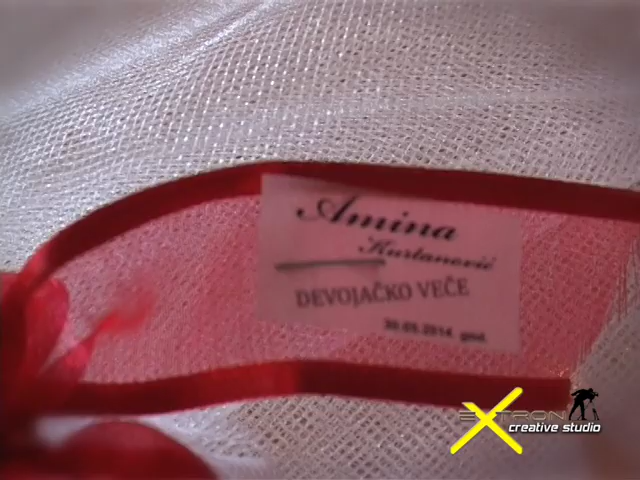 Amina
Kurtanović
DEVOJAČKO VEČE
30.05.2014. god.
EXTRON
creative studio